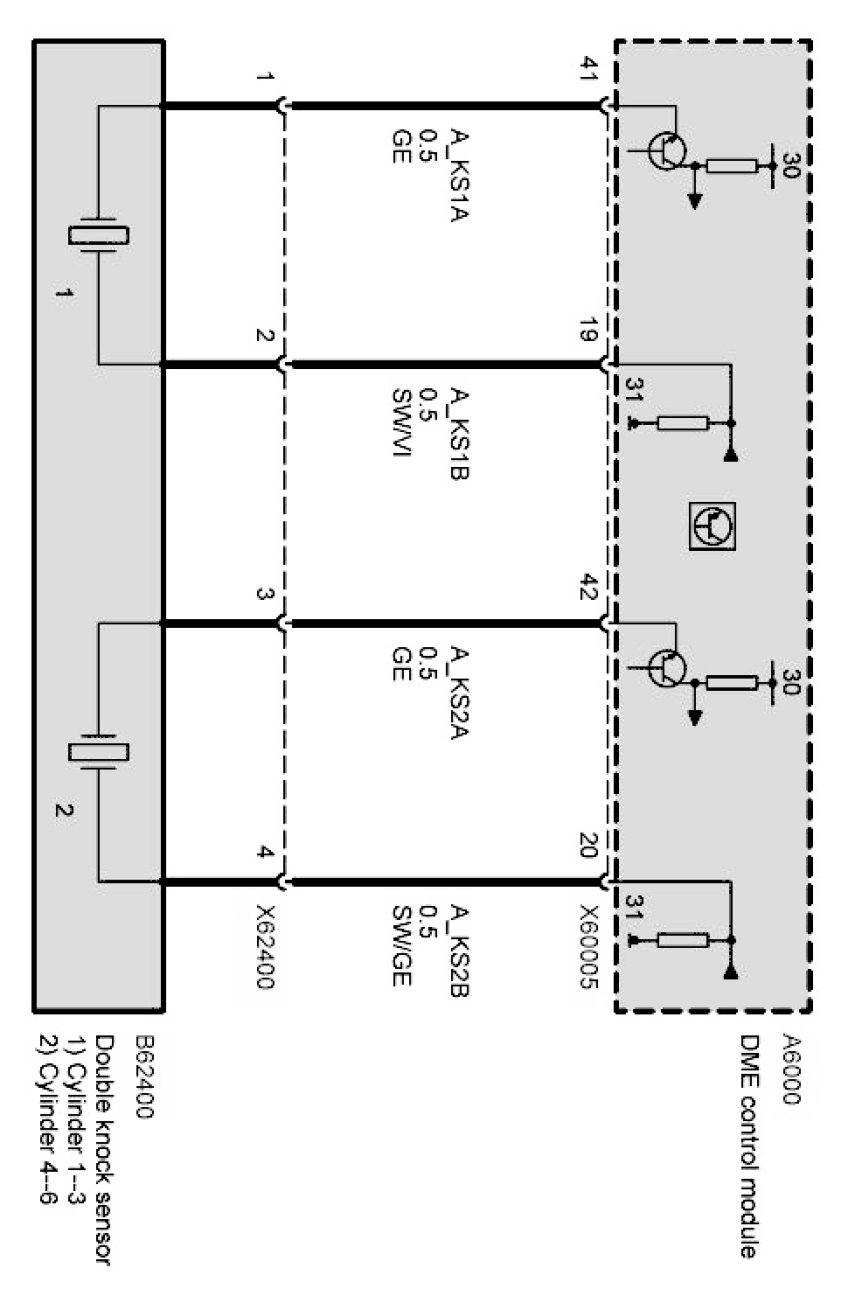 A6000
DME control module
30
30
31
31
41
19
42
20
X60005
A_KS1A
0.5
GE
A_KS1B
0.5
SW/VI
A_KS2A
0.5
GE
A_KS2B
0.5
SW/GE
1
2
3
4
X62400
1
2
B62400
Double knock sensor
1) Cylinder 1--3
2) Cylinder 4--6